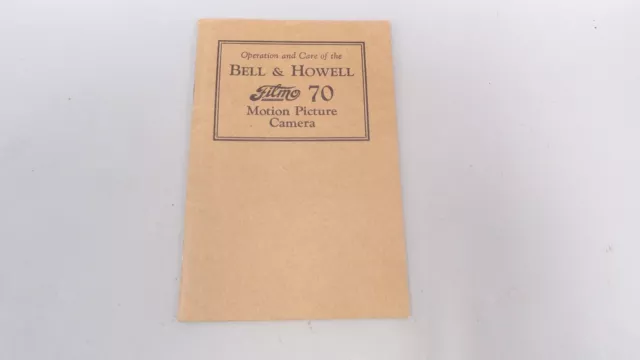 Operation and Care of the
BELL & HOWELL
Filmo 70
Motion Picture
Camera